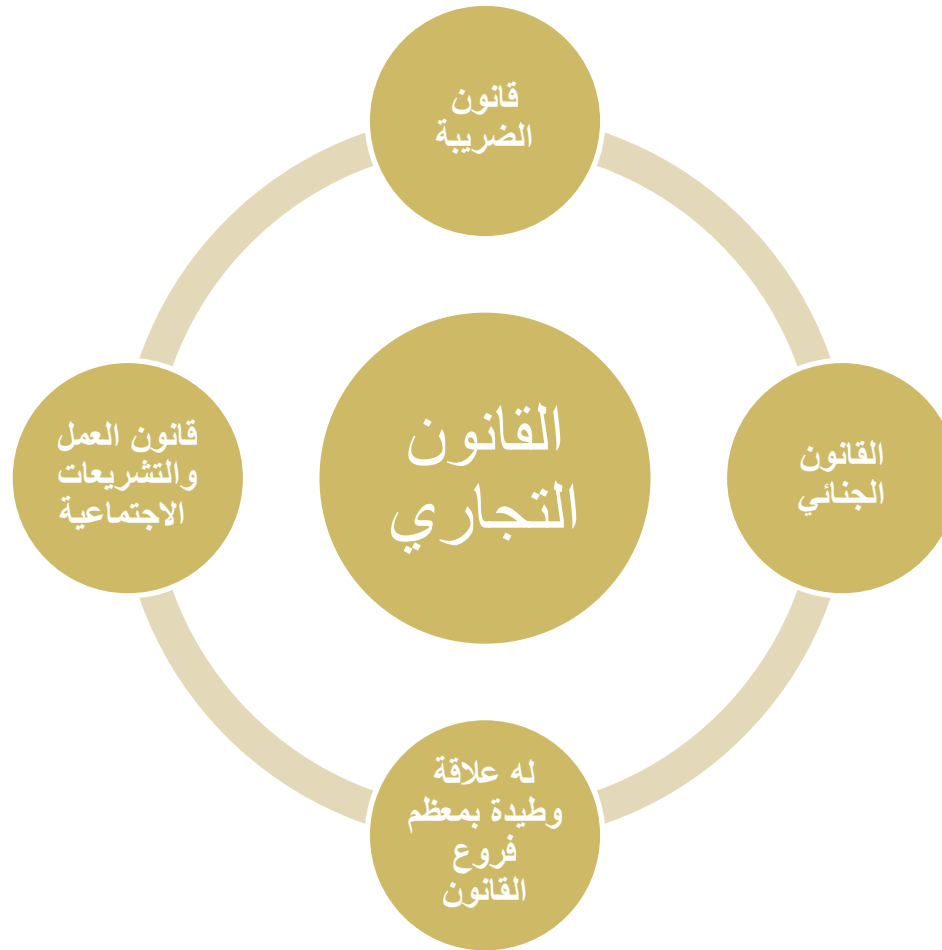 قانون
الضريبة
القانون
الجنائي
له علاقة
وطيدة بمعظم
فروع
القانون
قانون العمل
والتشريعات
الاجتماعية
القانون
التجاري